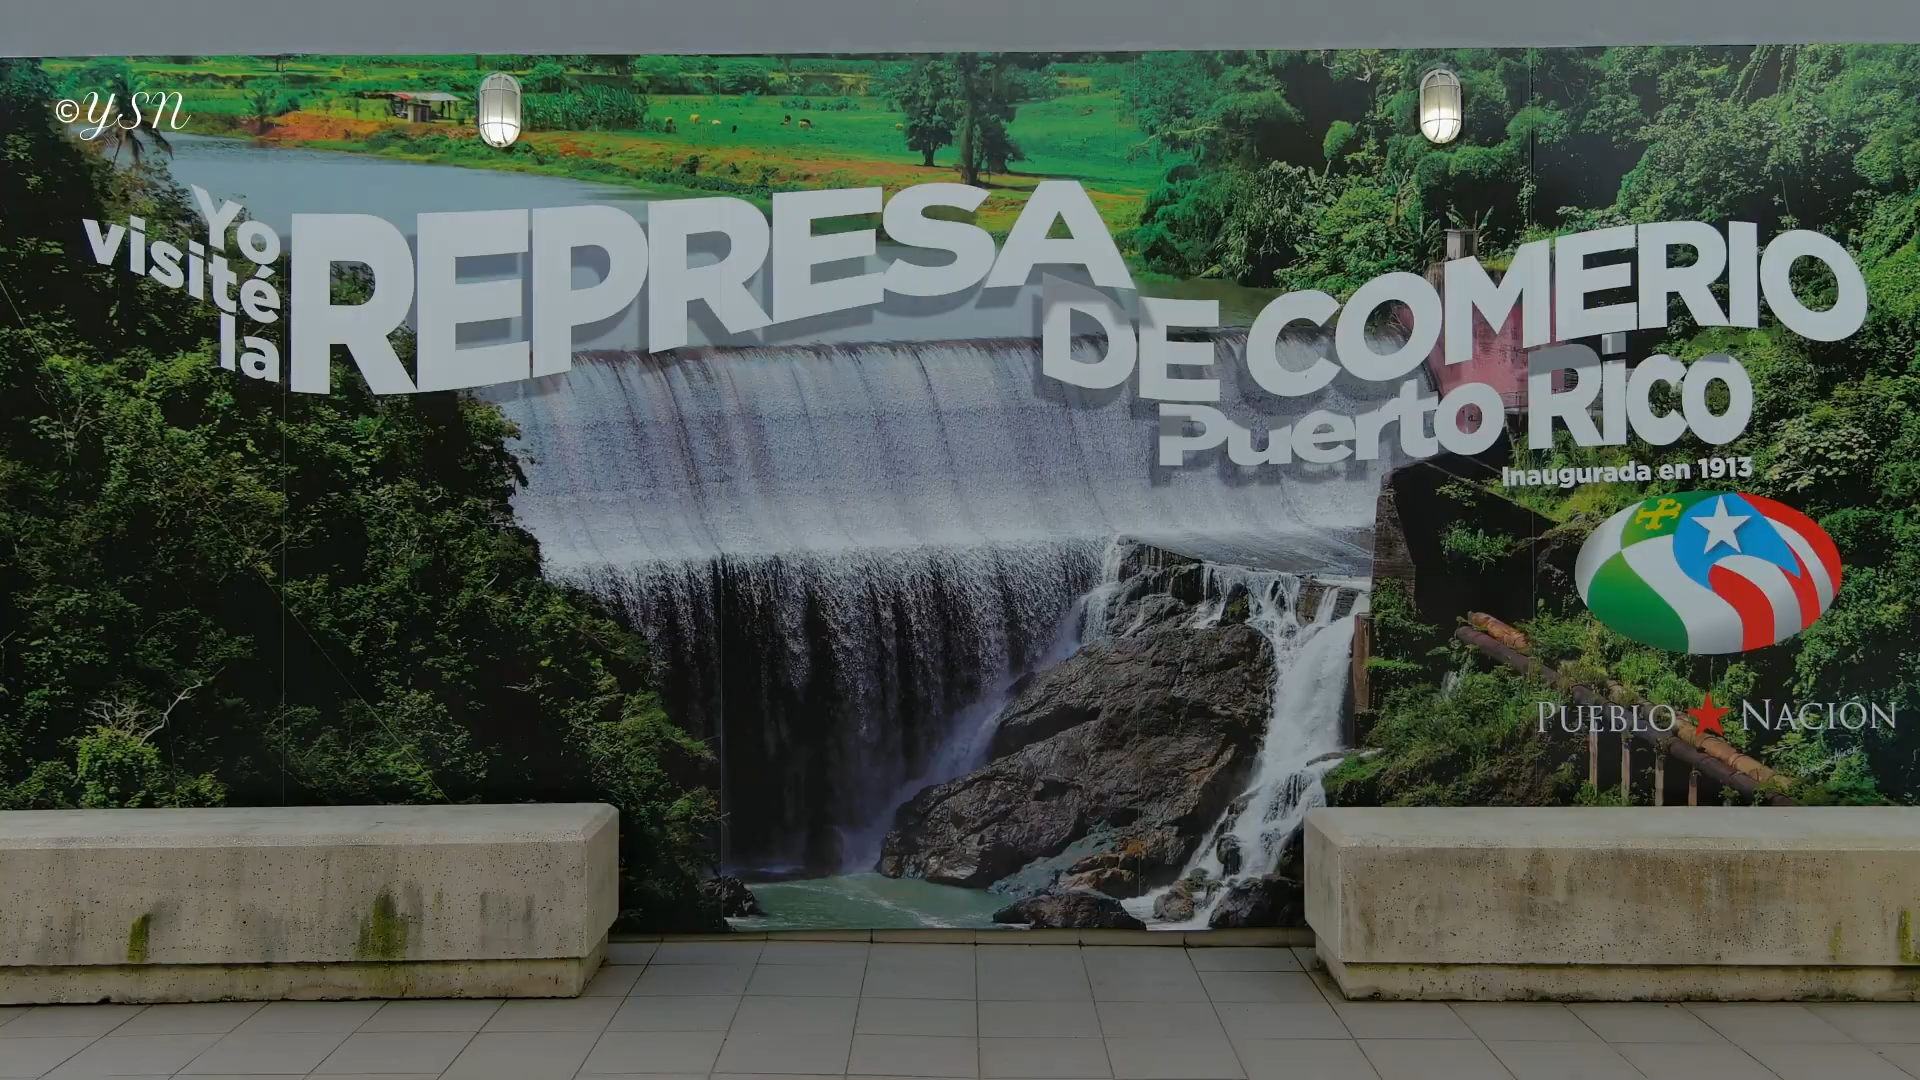 ©YSN
Yo
visité
la
REPRESA
DE COMERIO
Puerto Rico
Inaugurada en 1913
PUEBLO NACIÓN